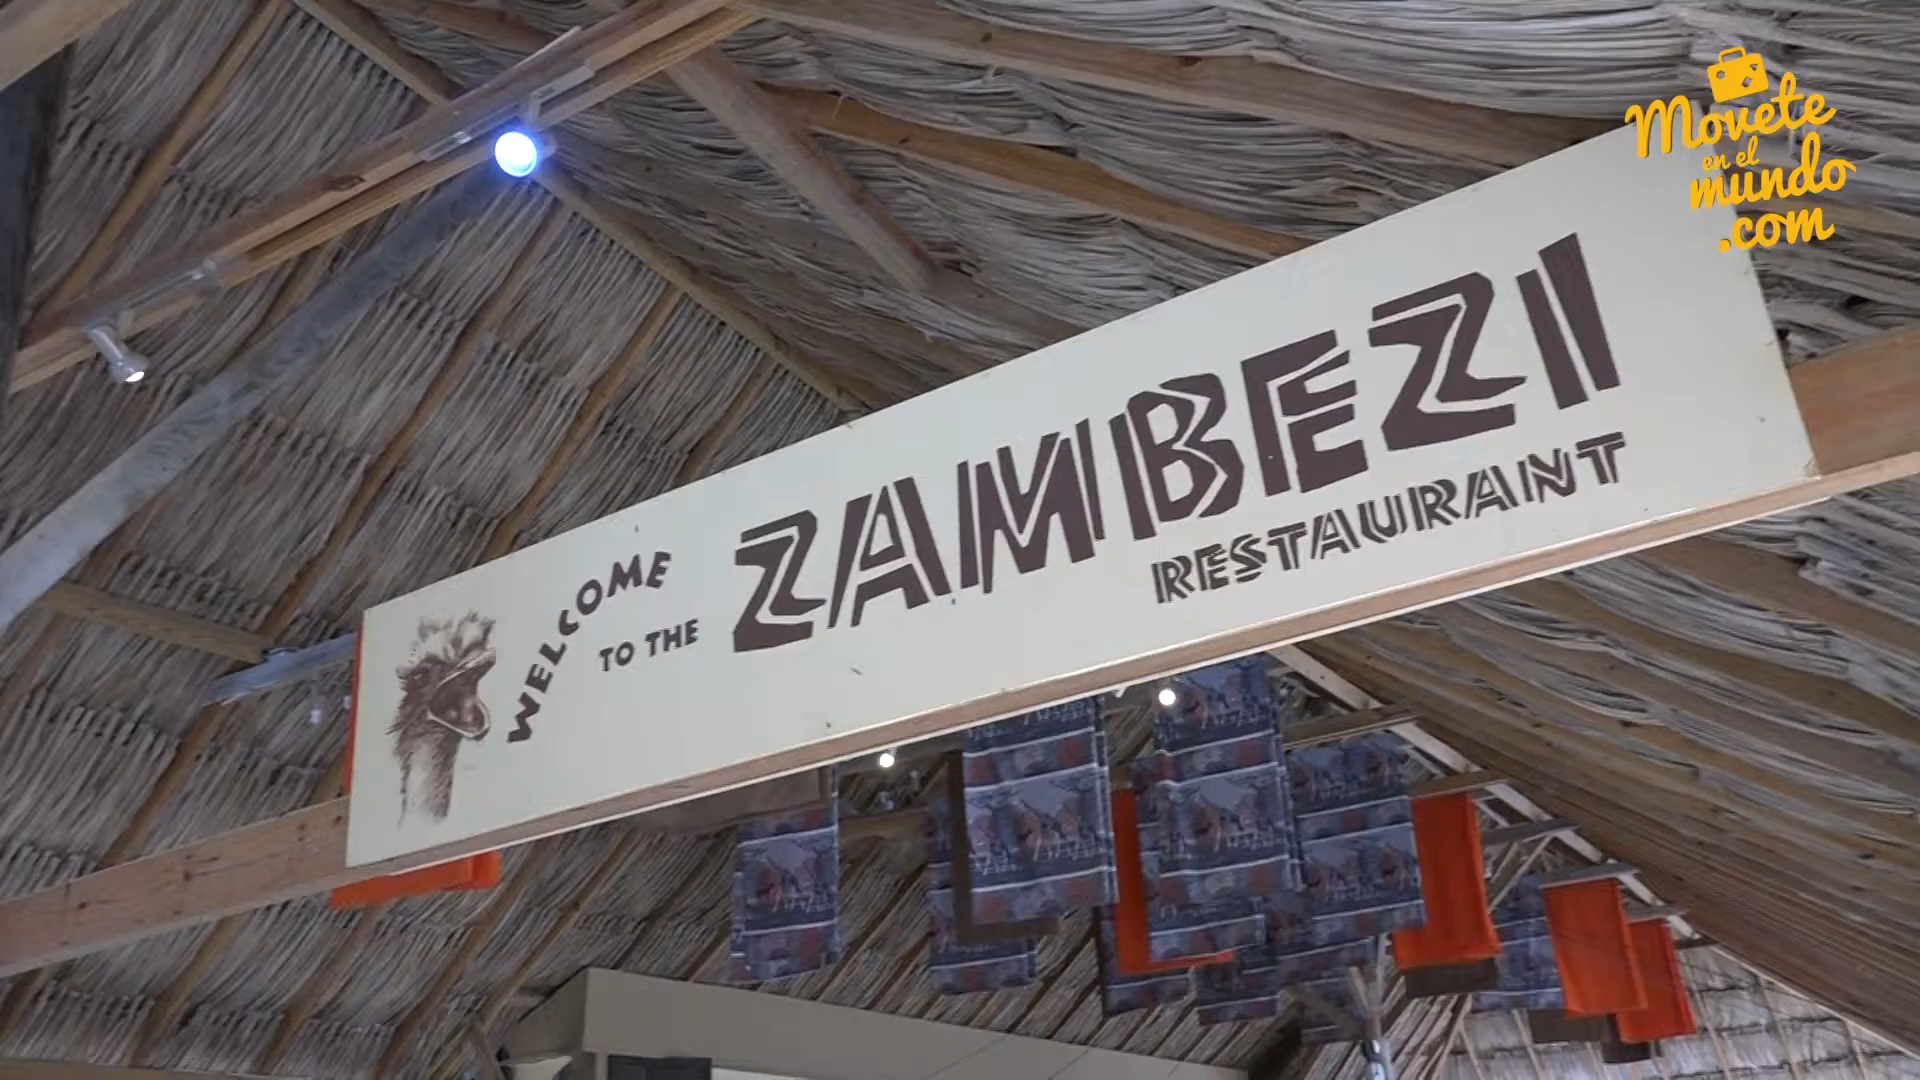 Movete
en el
mundo
.com
WELCOME
TO THE
ZAMBEZI
RESTAURANT